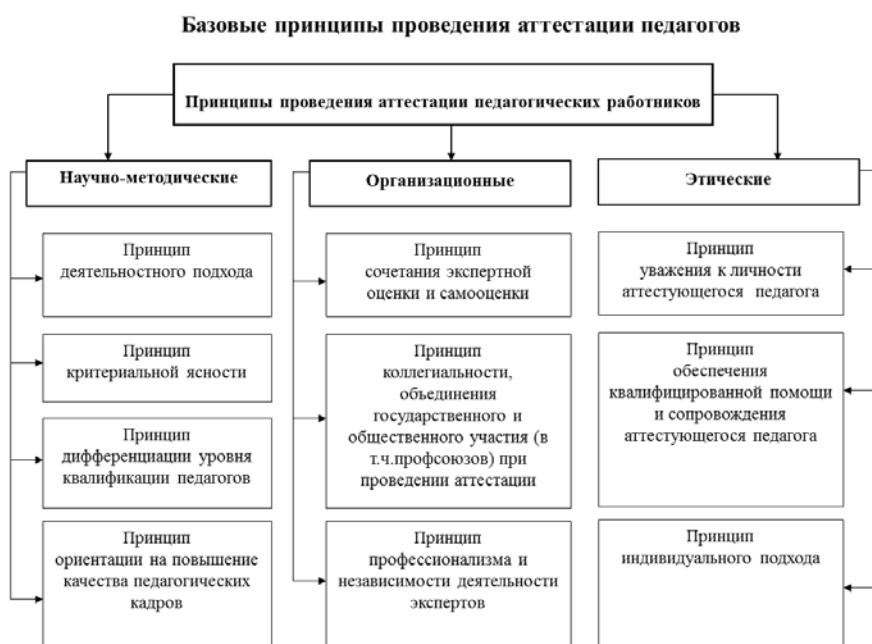 Базовые принципы проведения аттестации педагогов
Принципы проведения аттестации педагогических работников
Научно-методические
Принцип
деятельностного подхода
Принцип
критериальной ясности
Принцип
дифференциации уровня
квалификации педагогов
Принцип
ориентации на повышение
качества педагогических
кадров
Организационные
Принцип
сочетания экспертной
оценки и самооценки
Принцип
коллегиальности,
объединения
государственного и
общественного участия (в
т.ч.профсоюзов) при
проведении аттестации
Принцип
профессионализма и
независимости деятельности
экспертов
Этические
Принцип
уважения к личности
аттестующегося педагога
Принцип
обеспечения
квалифицированной помощи
и сопровождения
аттестующегося педагога
Принцип
индивидуального подхода